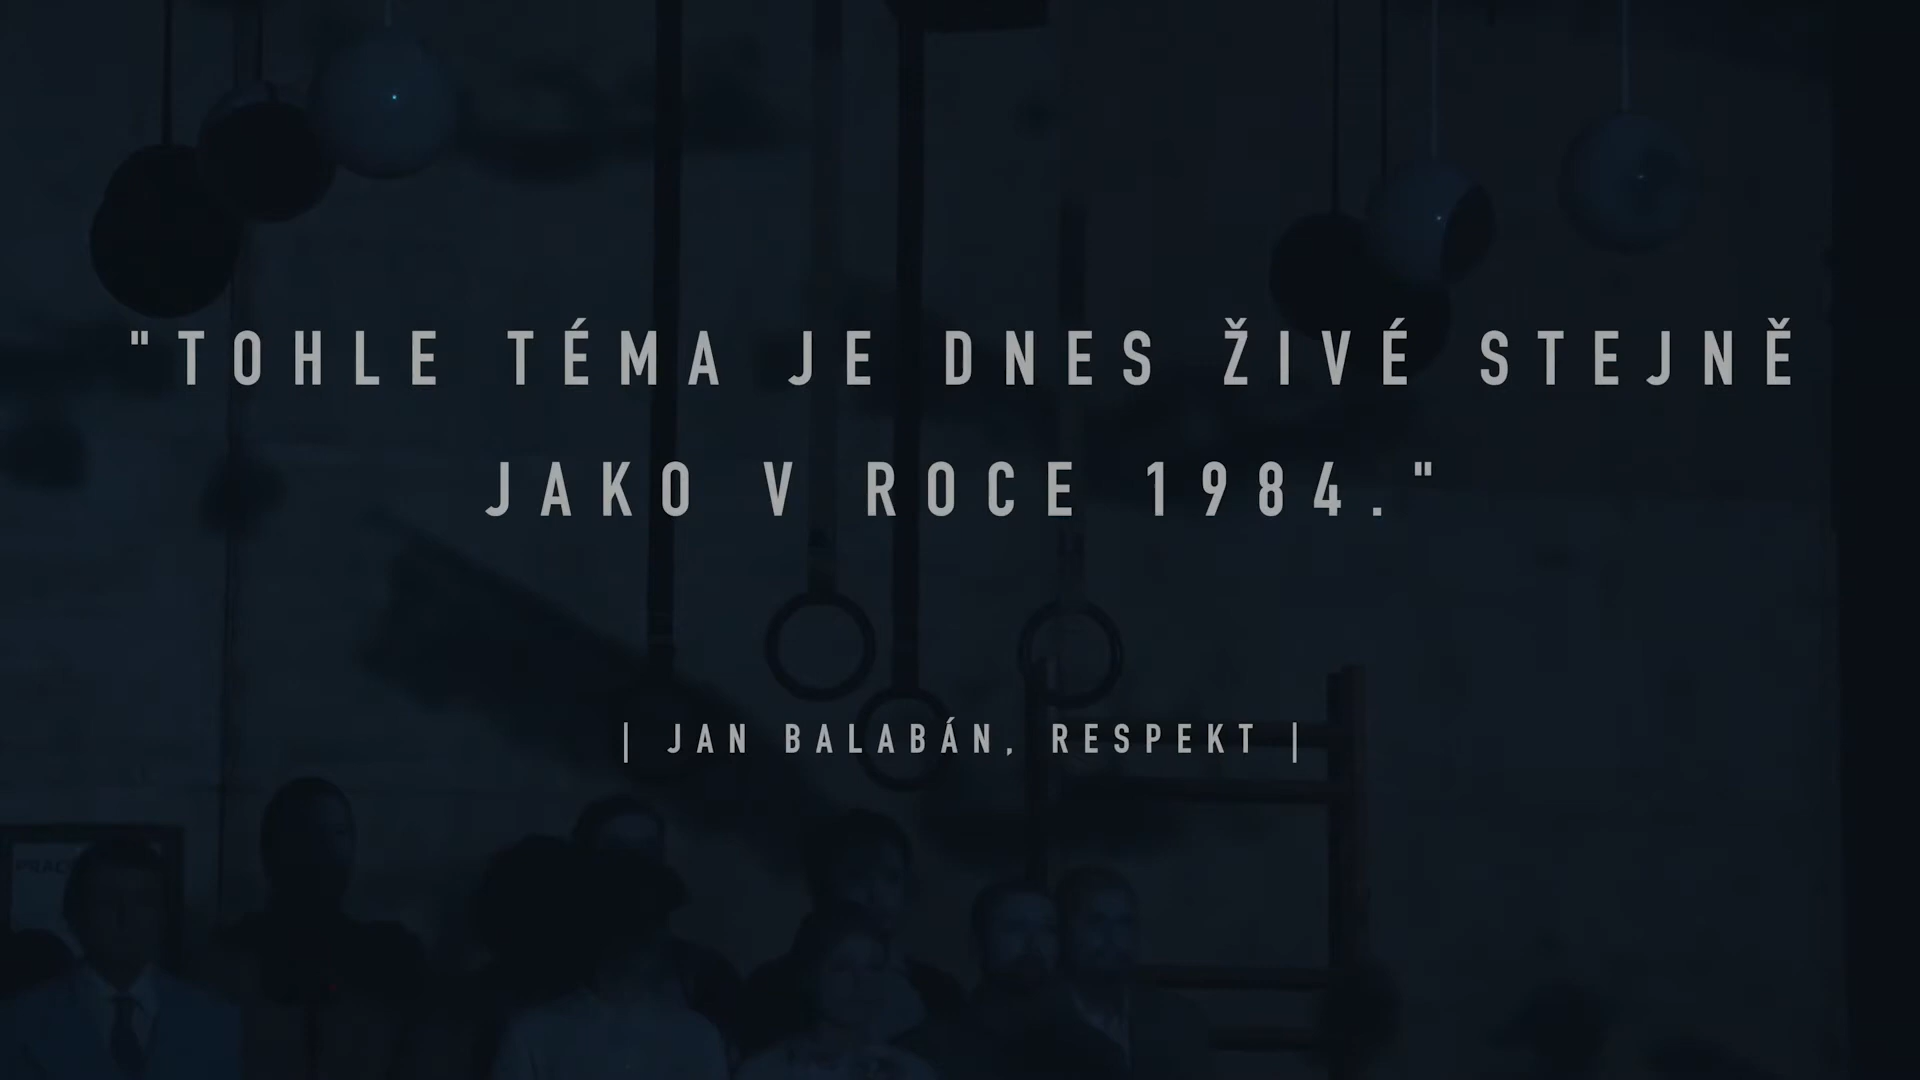 "TOHLE TÉMA JE DNES ŽIVÉ STEJNĚ
JAKO V ROCE 1984."
| JAN BALABÁN, RESPEKT |